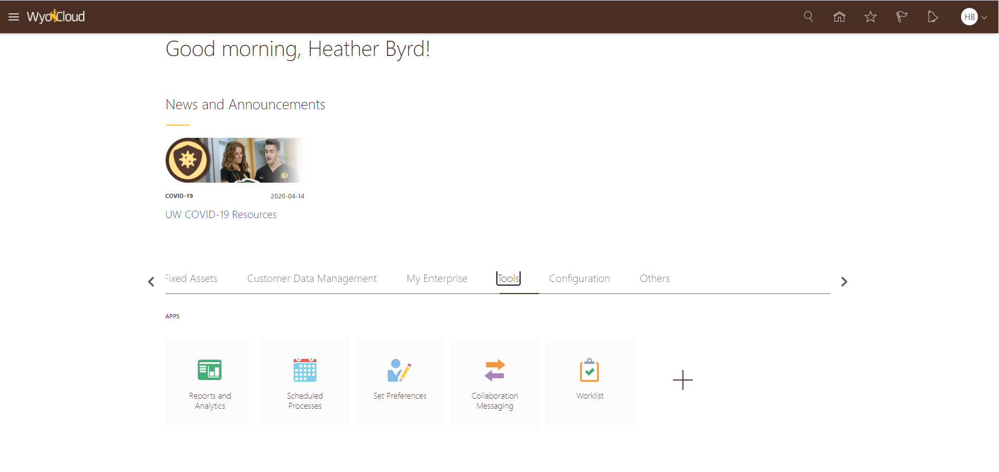 WyoCloud
HB
Good morning, Heather Byrd!
News and Announcements
COVID-19 2020-04-14
UW COVID-19 Resources
Fixed Assets Customer Data Management My Enterprise Tools Configuration Others
APPS
Reports and
Analytics
Scheduled
Processes
Set Preferences
Collaboration
Messaging
Worklist